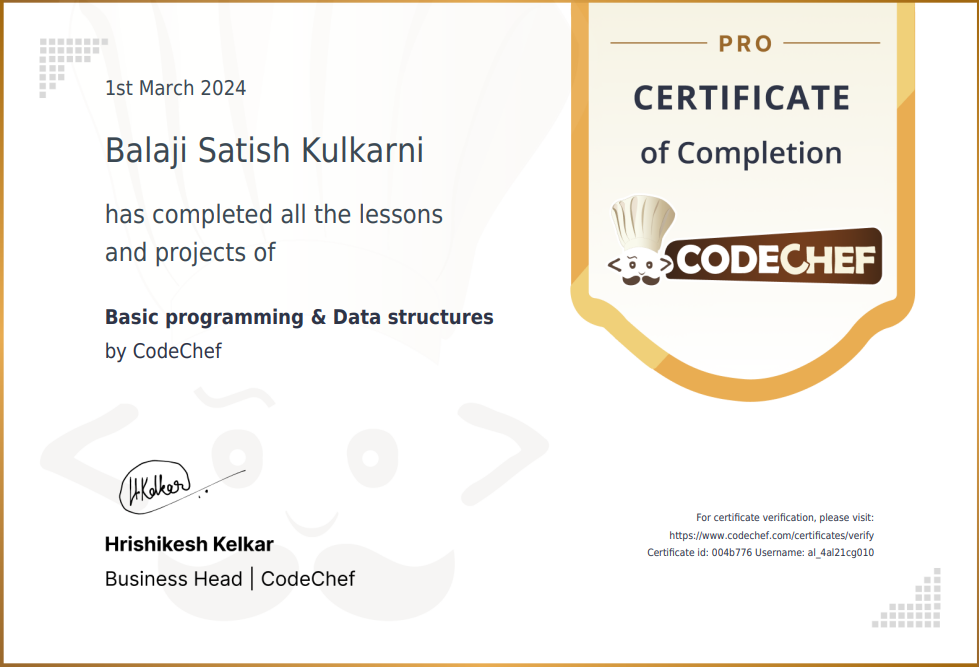 PRO
CERTIFICATE
of Completion
CODECHEF
1st March 2024
Balaji Satish Kulkarni
has completed all the lessons
and projects of
Basic programming & Data structures
by CodeChef
H.Kelkar
Hrishikesh Kelkar
Business Head | CodeChef
For certificate verification, please visit:
https://www.codechef.com/certificates/verify
Certificate id: 004b776 Username: al_4al21cg010